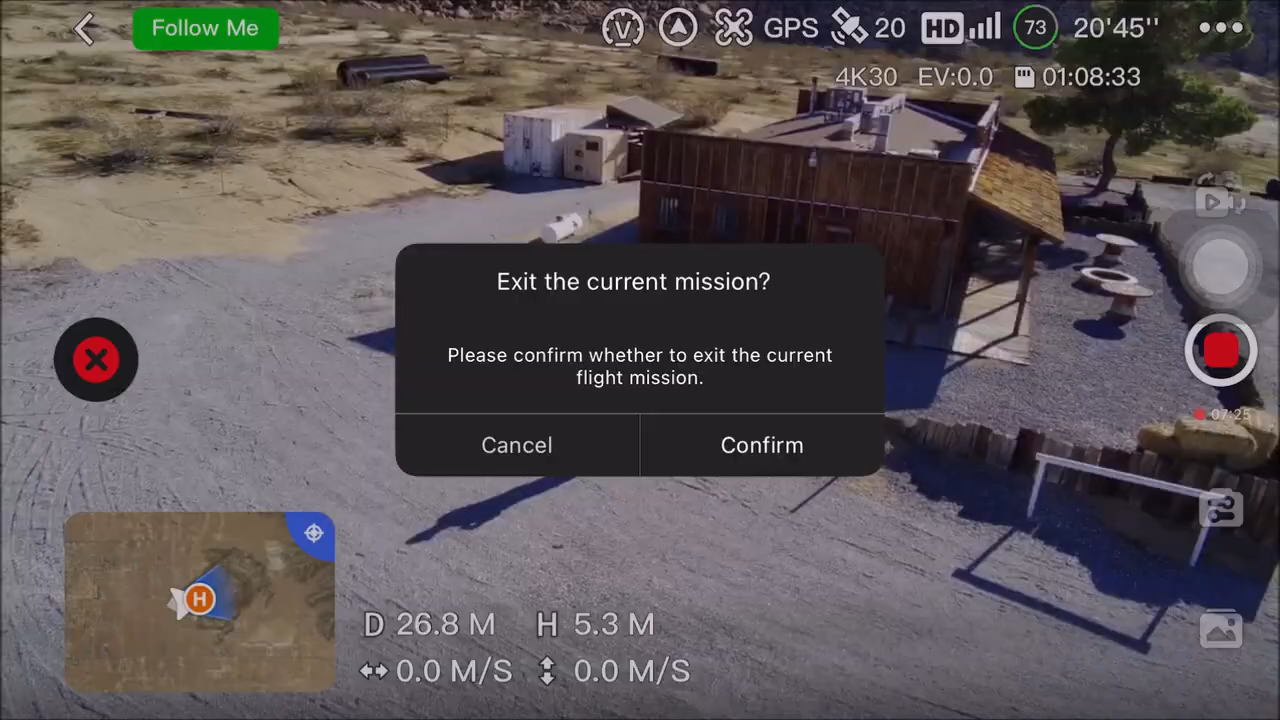 Follow Me
GPS 20 HD 73 20'45''
4K30 EV:0.0 01:08:33
Exit the current mission?
Please confirm whether to exit the current
flight mission.
Cancel Confirm
07:25
H
D 26.8 M H 5.3 M
0.0 M/S 0.0 M/S